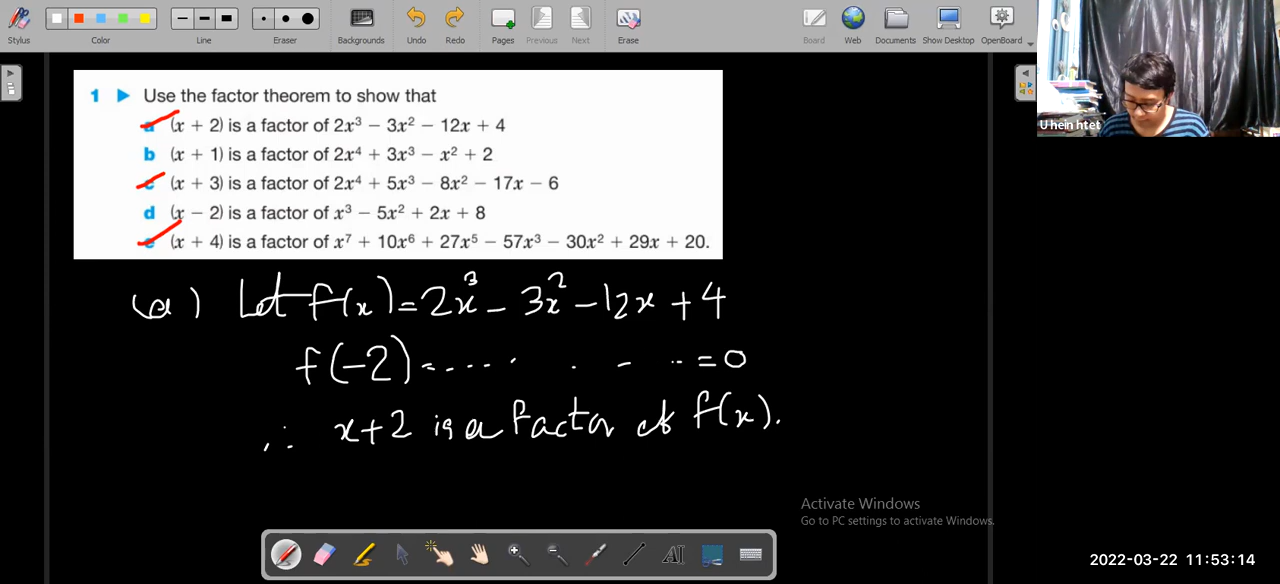 Stylus Color Line Eraser Backgrounds Undo Redo Pages Previous Next Erase Board Web Documents Show Desktop OpenBoard
1 ▶ Use the factor theorem to show that
a (x + 2) is a factor of 2x³ − 3x² − 12x + 4
b (x + 1) is a factor of 2x⁴ + 3x³ − x² + 2
c (x + 3) is a factor of 2x⁴ + 5x³ − 8x² − 17x − 6
d (x − 2) is a factor of x³ − 5x² + 2x + 8
e (x + 4) is a factor of x⁷ + 10x⁶ + 27x⁵ − 57x³ − 30x² + 29x + 20.
U hein htet
(a) Let f(x) = 2x³ − 3x² − 12x + 4
f(−2) = .... . . − .. = 0
∴ x+2 is a factor of f(x).
Activate Windows
Go to PC settings to activate Windows.
AI
2022-03-22 11:53:14